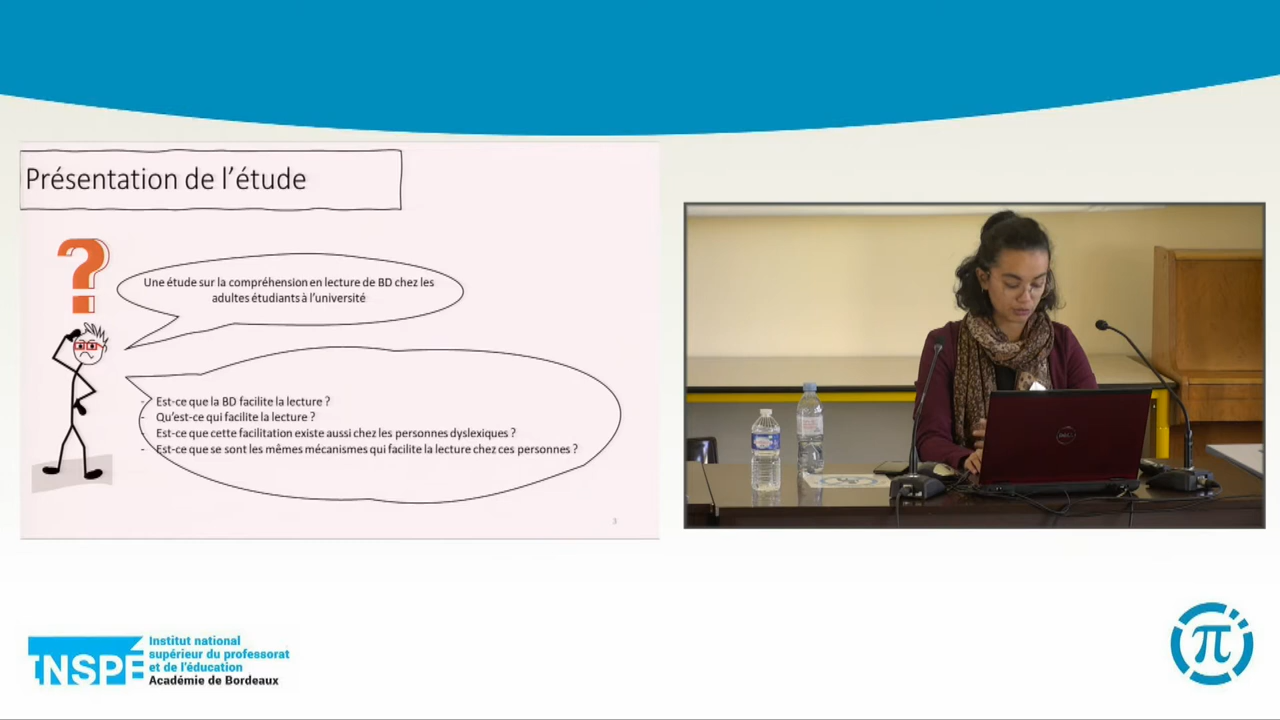 Présentation de l'étude
?
Une étude sur la compréhension en lecture de BD chez les
adultes étudiants à l'université
- Est-ce que la BD facilite la lecture ?
- Qu'est-ce qui facilite la lecture ?
- Est-ce que cette facilitation existe aussi chez les personnes dyslexiques ?
- Est-ce que se sont les mêmes mécanismes qui facilite la lecture chez ces personnes ?
3
DELL
INSPÉ
Institut national
supérieur du professorat
et de l'éducation
Académie de Bordeaux
π